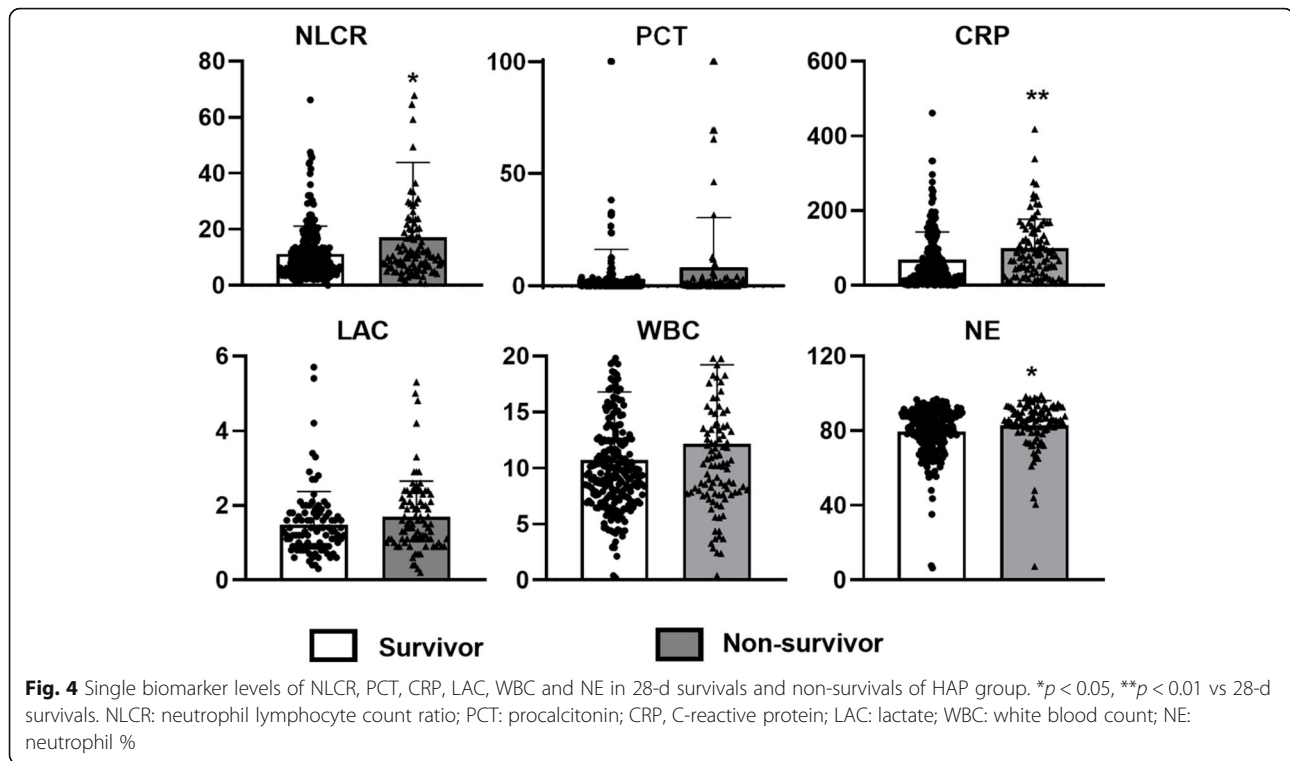 NLCR
PCT
CRP
80
60
40
20
0
*
100
50
0
600
400
200
0
**
LAC
WBC
NE
6
4
2
0
20
15
10
5
0
120
80
40
0
*
Survivor
Non-survivor
Fig. 4 Single biomarker levels of NLCR, PCT, CRP, LAC, WBC and NE in 28-d survivals and non-survivals of HAP group. *p < 0.05, **p < 0.01 vs 28-d
survivals. NLCR: neutrophil lymphocyte count ratio; PCT: procalcitonin; CRP, C-reactive protein; LAC: lactate; WBC: white blood count; NE:
neutrophil %